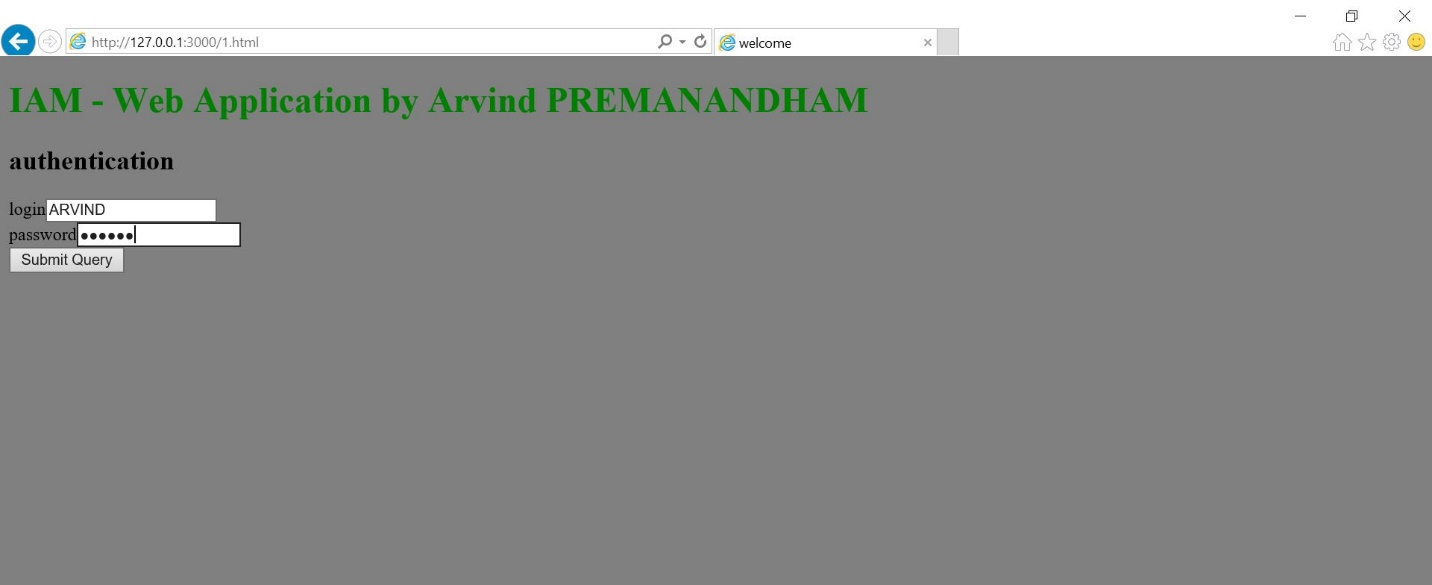 http://127.0.0.1:3000/1.html
welcome
IAM - Web Application by Arvind PREMANANDHAM
authentication
login ARVIND
password ••••••
Submit Query